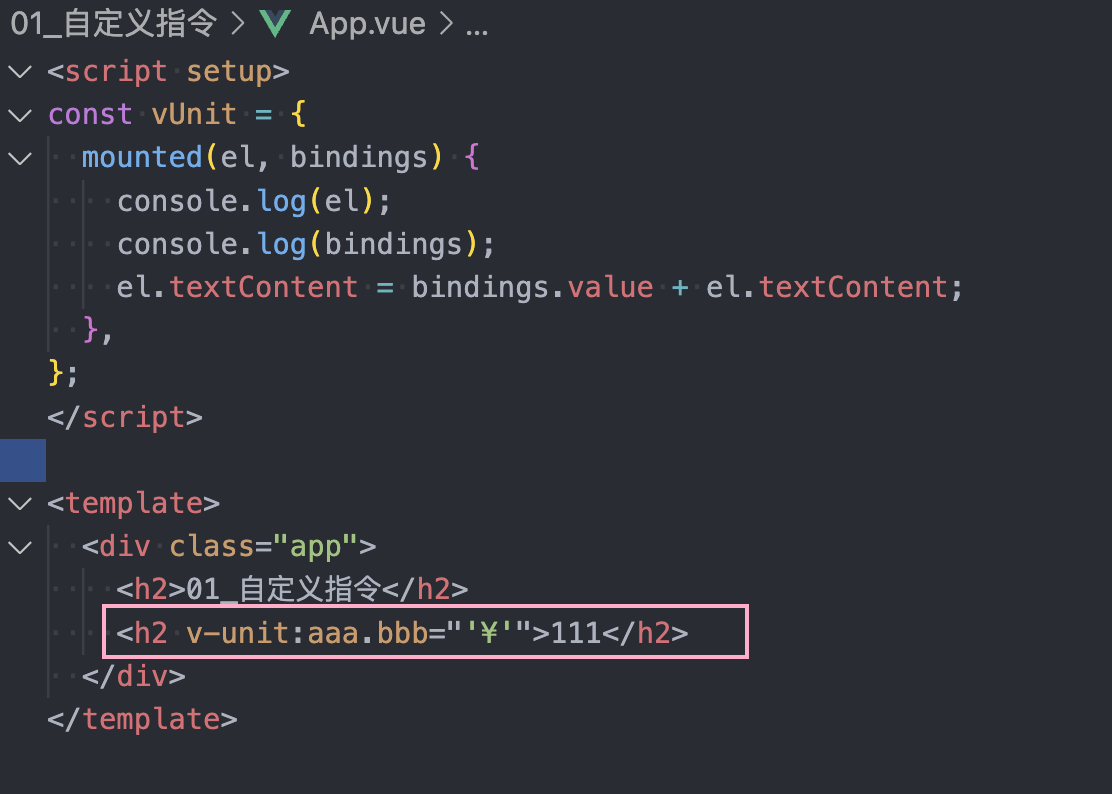 01_自定义指令 > App.vue > ...
<script setup>
const vUnit = {
  mounted(el, bindings) {
    console.log(el);
    console.log(bindings);
    el.textContent = bindings.value + el.textContent;
  },
};
</script>
<template>
  <div class="app">
    <h2>01_自定义指令</h2>
    <h2 v-unit:aaa.bbb="'¥'">111</h2>
  </div>
</template>